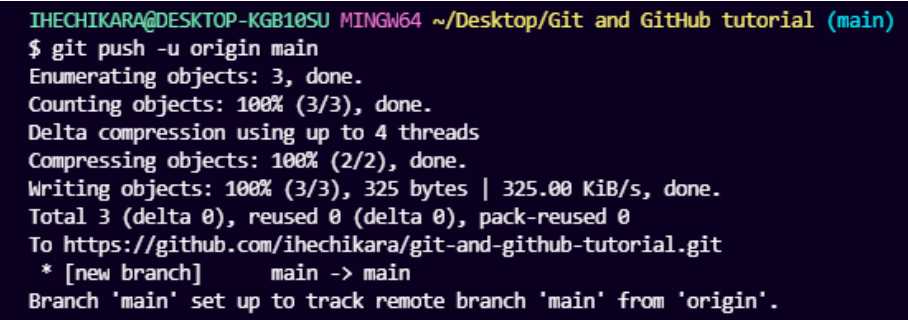 IHECHIKARA@DESKTOP-KGB10SU MINGW64 ~/Desktop/Git and GitHub tutorial (main)
$ git push -u origin main
Enumerating objects: 3, done.
Counting objects: 100% (3/3), done.
Delta compression using up to 4 threads
Compressing objects: 100% (2/2), done.
Writing objects: 100% (3/3), 325 bytes | 325.00 KiB/s, done.
Total 3 (delta 0), reused 0 (delta 0), pack-reused 0
To https://github.com/ihechikara/git-and-github-tutorial.git
 * [new branch]      main -> main
Branch 'main' set up to track remote branch 'main' from 'origin'.